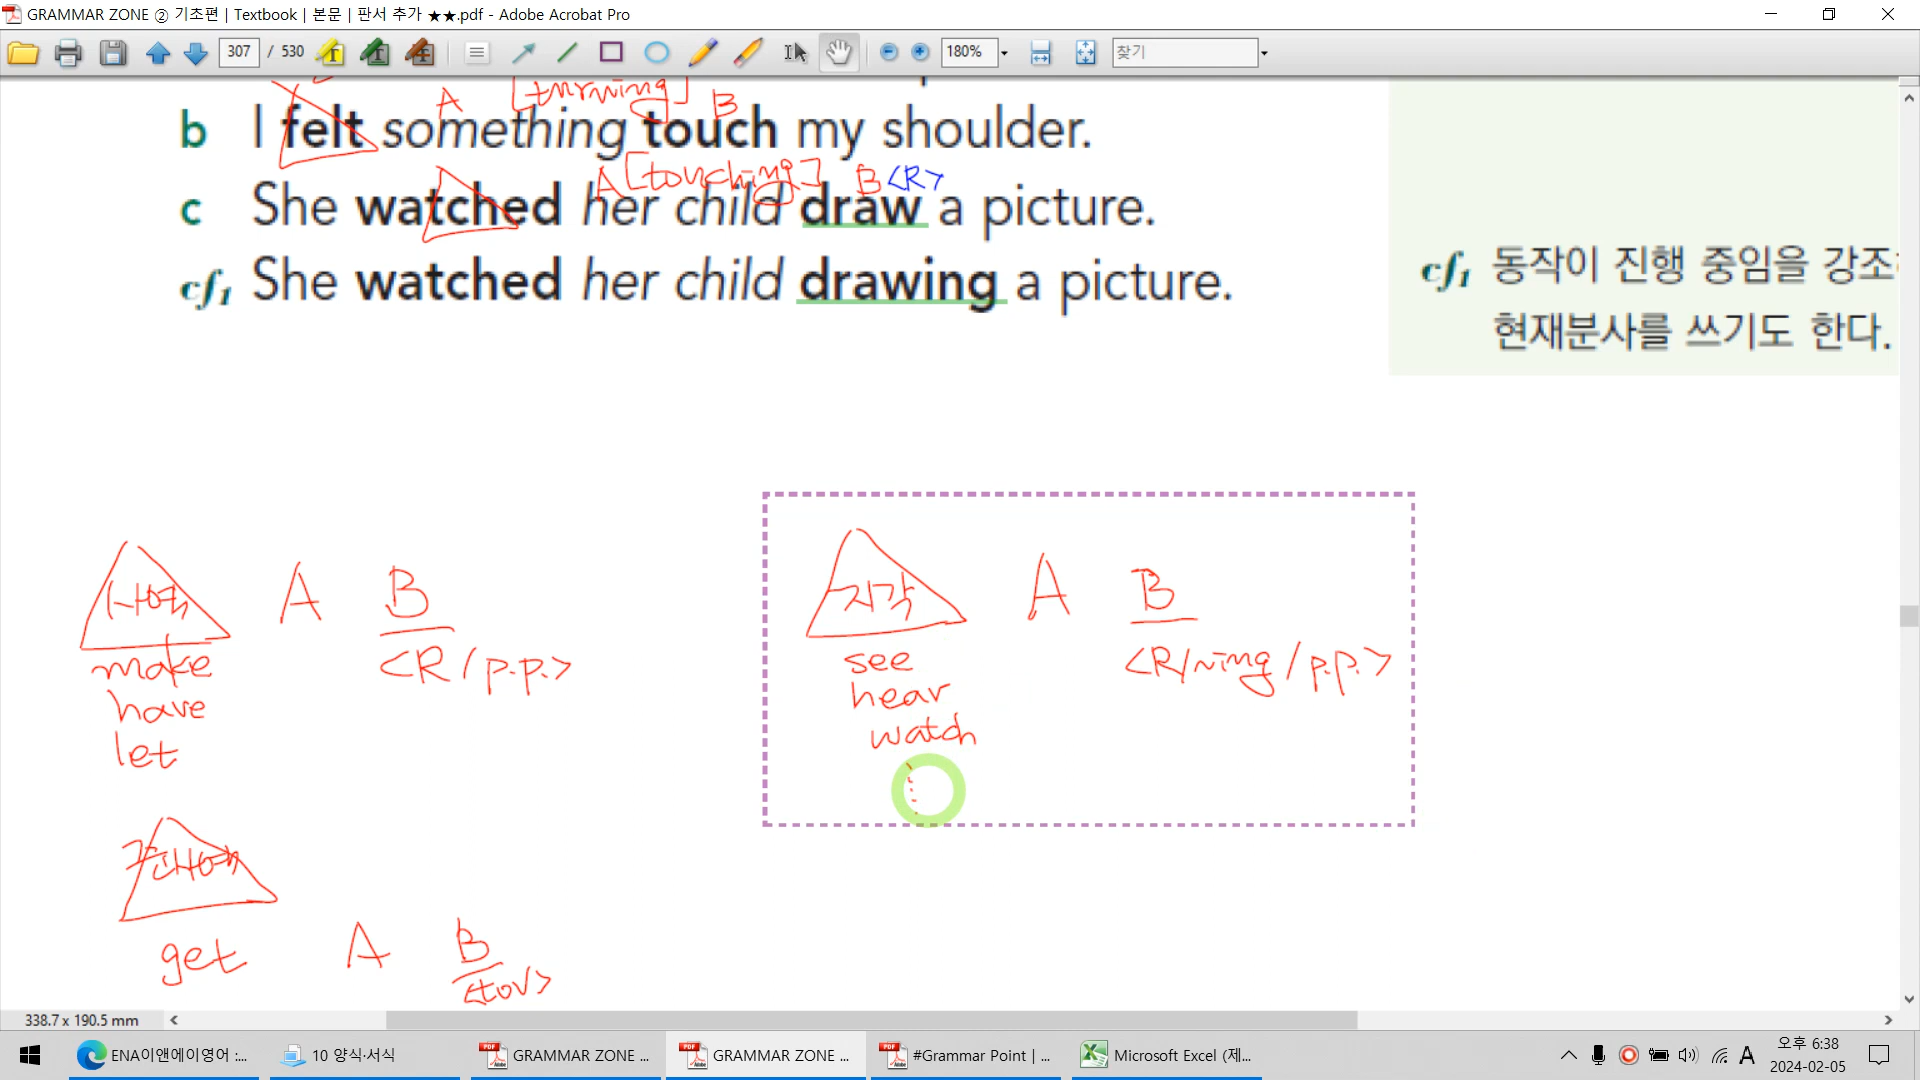 GRAMMAR ZONE ② 기초편 | Textbook | 본문 | 판서 추가 ★★.pdf - Adobe Acrobat Pro
307 / 530 180% 찾기
A [turning] B
b I felt something touch my shoulder.
A [touching] B <R>
c She watched her child draw a picture.
cf1 She watched her child drawing a picture.
cf1 동작이 진행 중임을 강조
현재분사를 쓰기도 한다.
사역 A B
make <R / p.p.>
have
let
지각 A B
see <R/ving / p.p.>
hear
watch
준사역
get A B
<tov>
338.7 x 190.5 mm
ENA이앤에이영어 :...
10 양식·서식
GRAMMAR ZONE ...
GRAMMAR ZONE ...
#Grammar Point | ...
Microsoft Excel (제...
A
오후 6:38
2024-02-05